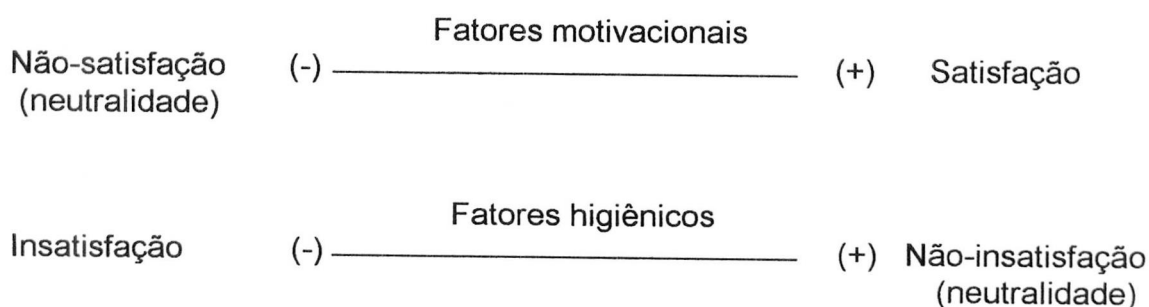 Fatores motivacionais
Não-satisfação (-) (+) Satisfação
(neutralidade)
Fatores higiênicos
Insatisfação (-) (+) Não-insatisfação
(neutralidade)